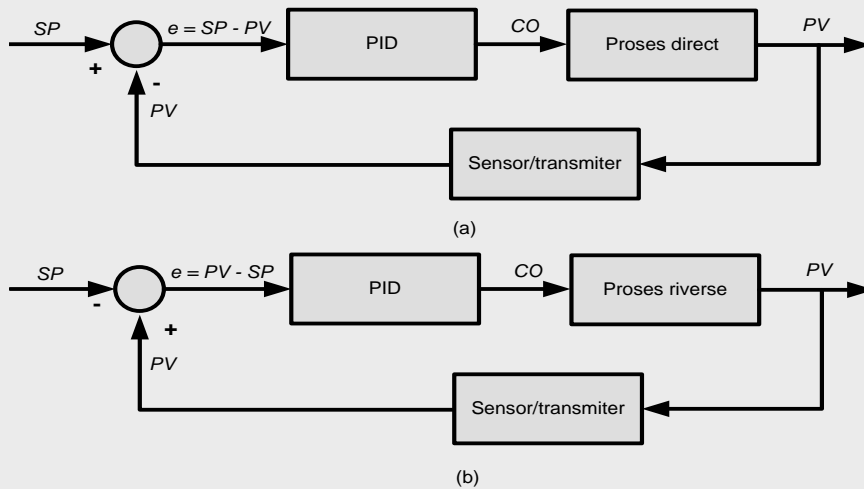 SP
e = SP - PV
PID
CO
Proses direct
PV
+
-
PV
Sensor/transmiter
(a)
SP
e = PV - SP
PID
CO
Proses riverse
PV
-
+
PV
Sensor/transmiter
(b)